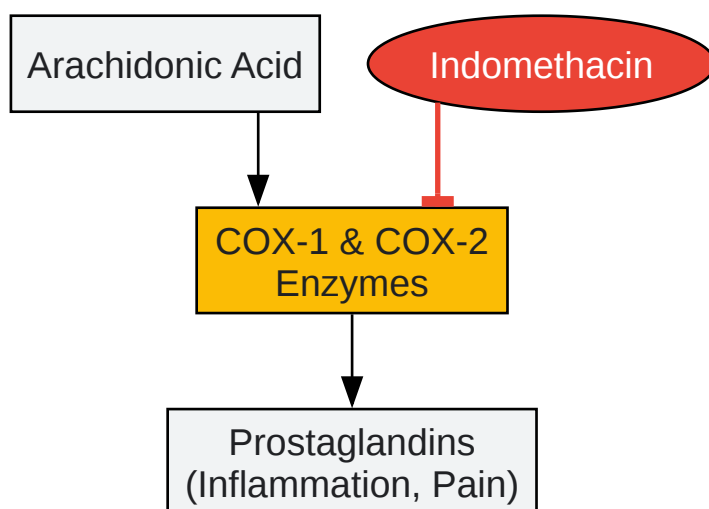 Arachidonic Acid
Indomethacin
COX-1 & COX-2
Enzymes
Prostaglandins
(Inflammation, Pain)